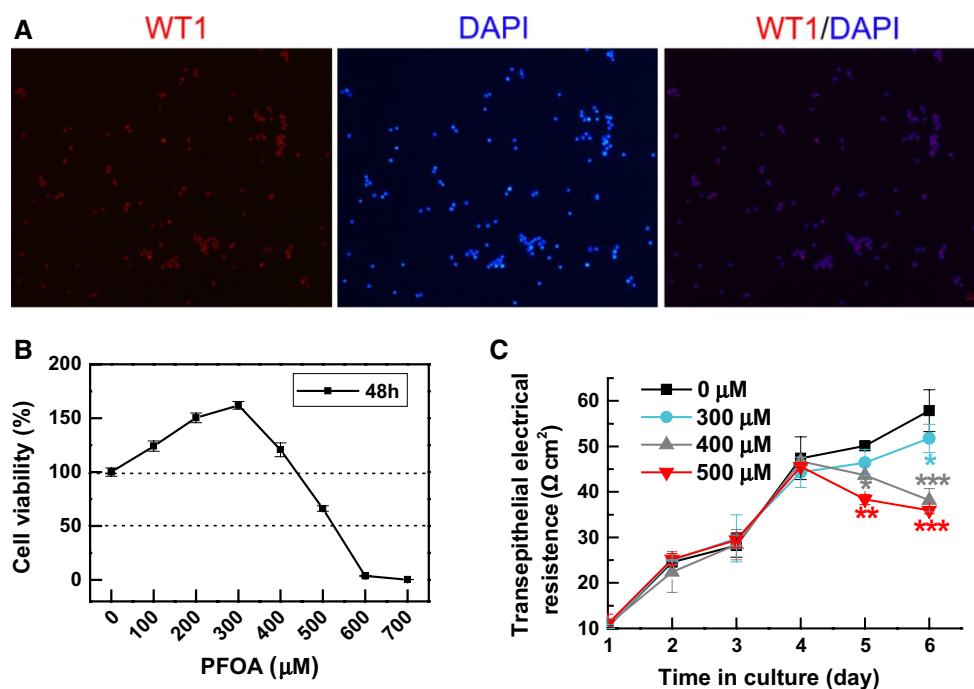 A
WT1
DAPI
WT1/DAPI
B
Cell viability (%)
200
150
100
50
0
48h
0
100
200
300
400
500
600
700
PFOA (μM)
C
Transepithelial electrical
resistence (Ω cm²)
60
50
40
30
20
10
0 μM
300 μM
400 μM
500 μM
*
***
*
**
***
1
2
3
4
5
6
Time in culture (day)